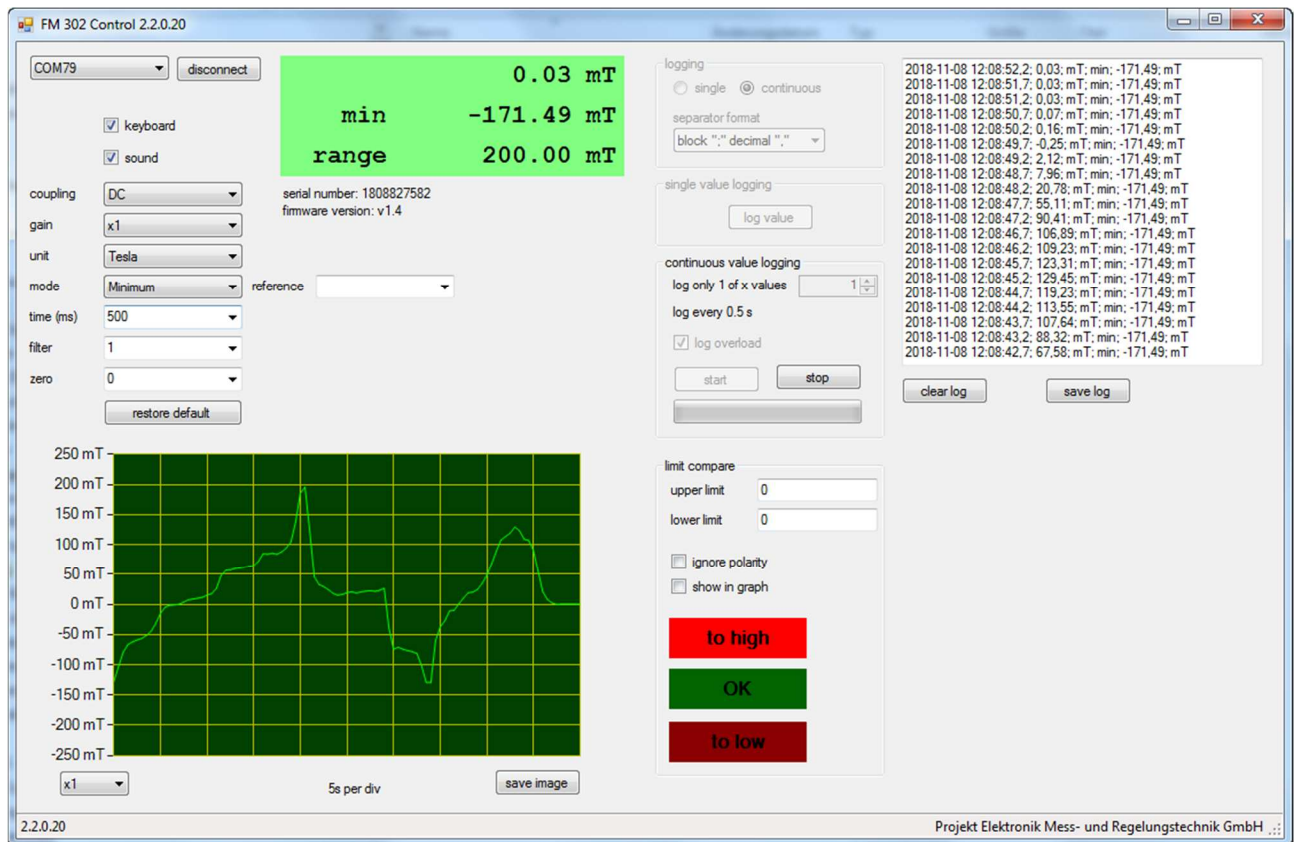 FM 302 Control 2.2.0.20
COM79
disconnect
keyboard
sound
0.03 mT
min -171.49 mT
range 200.00 mT
serial number: 1808827582
firmware version: v1.4
coupling DC
gain x1
unit Tesla
mode Minimum
reference
time (ms) 500
filter 1
zero 0
restore default
250 mT
200 mT
150 mT
100 mT
50 mT
0 mT
-50 mT
-100 mT
-150 mT
-200 mT
-250 mT
x1
5s per div
save image
logging
single continuous
separator format
block ";" decimal ","
single value logging
log value
continuous value logging
log only 1 of x values 1
log every 0.5 s
log overload
start stop
limit compare
upper limit 0
lower limit 0
ignore polarity
show in graph
to high
OK
to low
2018-11-08 12:08:52,2; 0,03; mT; min; -171,49; mT
2018-11-08 12:08:51,7; 0,03; mT; min; -171,49; mT
2018-11-08 12:08:51,2; 0,03; mT; min; -171,49; mT
2018-11-08 12:08:50,7; 0,07; mT; min; -171,49; mT
2018-11-08 12:08:50,2; 0,16; mT; min; -171,49; mT
2018-11-08 12:08:49,7; -0,25; mT; min; -171,49; mT
2018-11-08 12:08:49,2; 2,12; mT; min; -171,49; mT
2018-11-08 12:08:48,7; 7,96; mT; min; -171,49; mT
2018-11-08 12:08:48,2; 20,78; mT; min; -171,49; mT
2018-11-08 12:08:47,7; 55,11; mT; min; -171,49; mT
2018-11-08 12:08:47,2; 90,41; mT; min; -171,49; mT
2018-11-08 12:08:46,7; 106,89; mT; min; -171,49; mT
2018-11-08 12:08:46,2; 109,23; mT; min; -171,49; mT
2018-11-08 12:08:45,7; 123,31; mT; min; -171,49; mT
2018-11-08 12:08:45,2; 129,45; mT; min; -171,49; mT
2018-11-08 12:08:44,7; 119,23; mT; min; -171,49; mT
2018-11-08 12:08:44,2; 113,55; mT; min; -171,49; mT
2018-11-08 12:08:43,7; 107,64; mT; min; -171,49; mT
2018-11-08 12:08:43,2; 88,32; mT; min; -171,49; mT
2018-11-08 12:08:42,7; 67,58; mT; min; -171,49; mT
clear log save log
2.2.0.20
Projekt Elektronik Mess- und Regelungstechnik GmbH